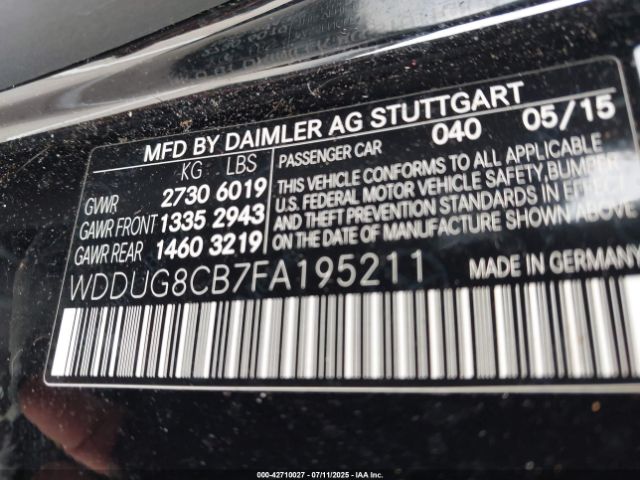 MFD BY DAIMLER AG STUTTGART
KG LBS
GVWR 2730 6019
GAWR FRONT 1335 2943
GAWR REAR 1460 3219
PASSENGER CAR 040 05/15
THIS VEHICLE CONFORMS TO ALL APPLICABLE
U.S. FEDERAL MOTOR VEHICLE SAFETY, BUMPER
AND THEFT PREVENTION STANDARDS IN EFFECT
ON THE DATE OF MANUFACTURE SHOWN ABOVE.
WDDUG8CB7FA195211 MADE IN GERMANY
000-42710027 - 07/11/2025 - IAA Inc.